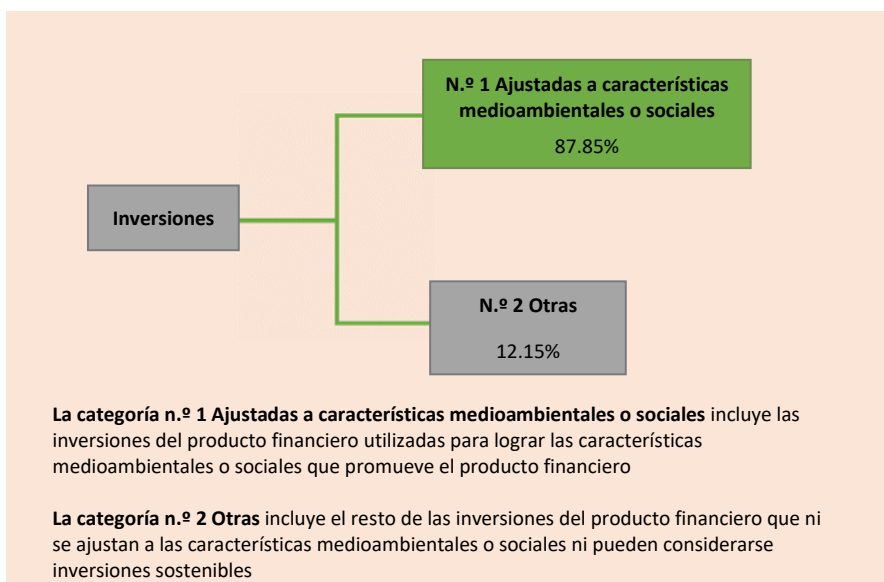 N.º 1 Ajustadas a características
medioambientales o sociales
87.85%
Inversiones
N.º 2 Otras
12.15%
La categoría n.º 1 Ajustadas a características medioambientales o sociales incluye las
inversiones del producto financiero utilizadas para lograr las características
medioambientales o sociales que promueve el producto financiero
La categoría n.º 2 Otras incluye el resto de las inversiones del producto financiero que ni
se ajustan a las características medioambientales o sociales ni pueden considerarse
inversiones sostenibles